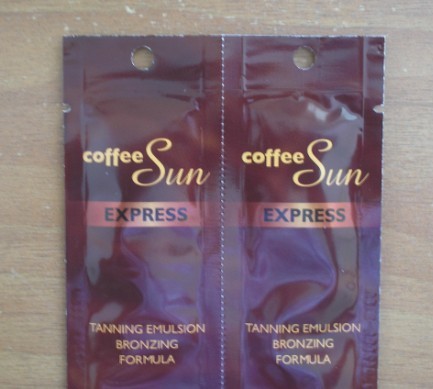 coffee Sun
EXPRESS
TANNING EMULSION
BRONZING
FORMULA
coffee Sun
EXPRESS
TANNING EMULSION
BRONZING
FORMULA